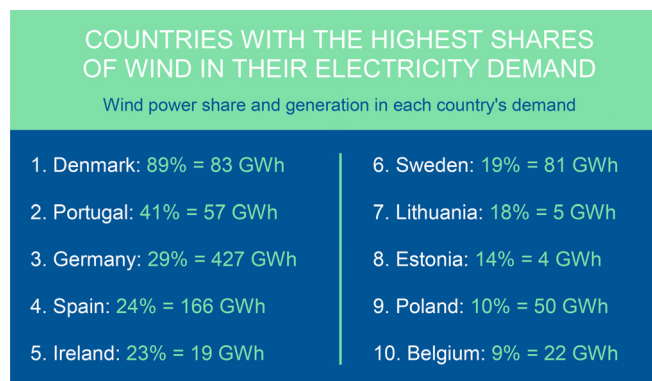 COUNTRIES WITH THE HIGHEST SHARES
OF WIND IN THEIR ELECTRICITY DEMAND
Wind power share and generation in each country's demand
1. Denmark: 89% = 83 GWh
2. Portugal: 41% = 57 GWh
3. Germany: 29% = 427 GWh
4. Spain: 24% = 166 GWh
5. Ireland: 23% = 19 GWh
6. Sweden: 19% = 81 GWh
7. Lithuania: 18% = 5 GWh
8. Estonia: 14% = 4 GWh
9. Poland: 10% = 50 GWh
10. Belgium: 9% = 22 GWh